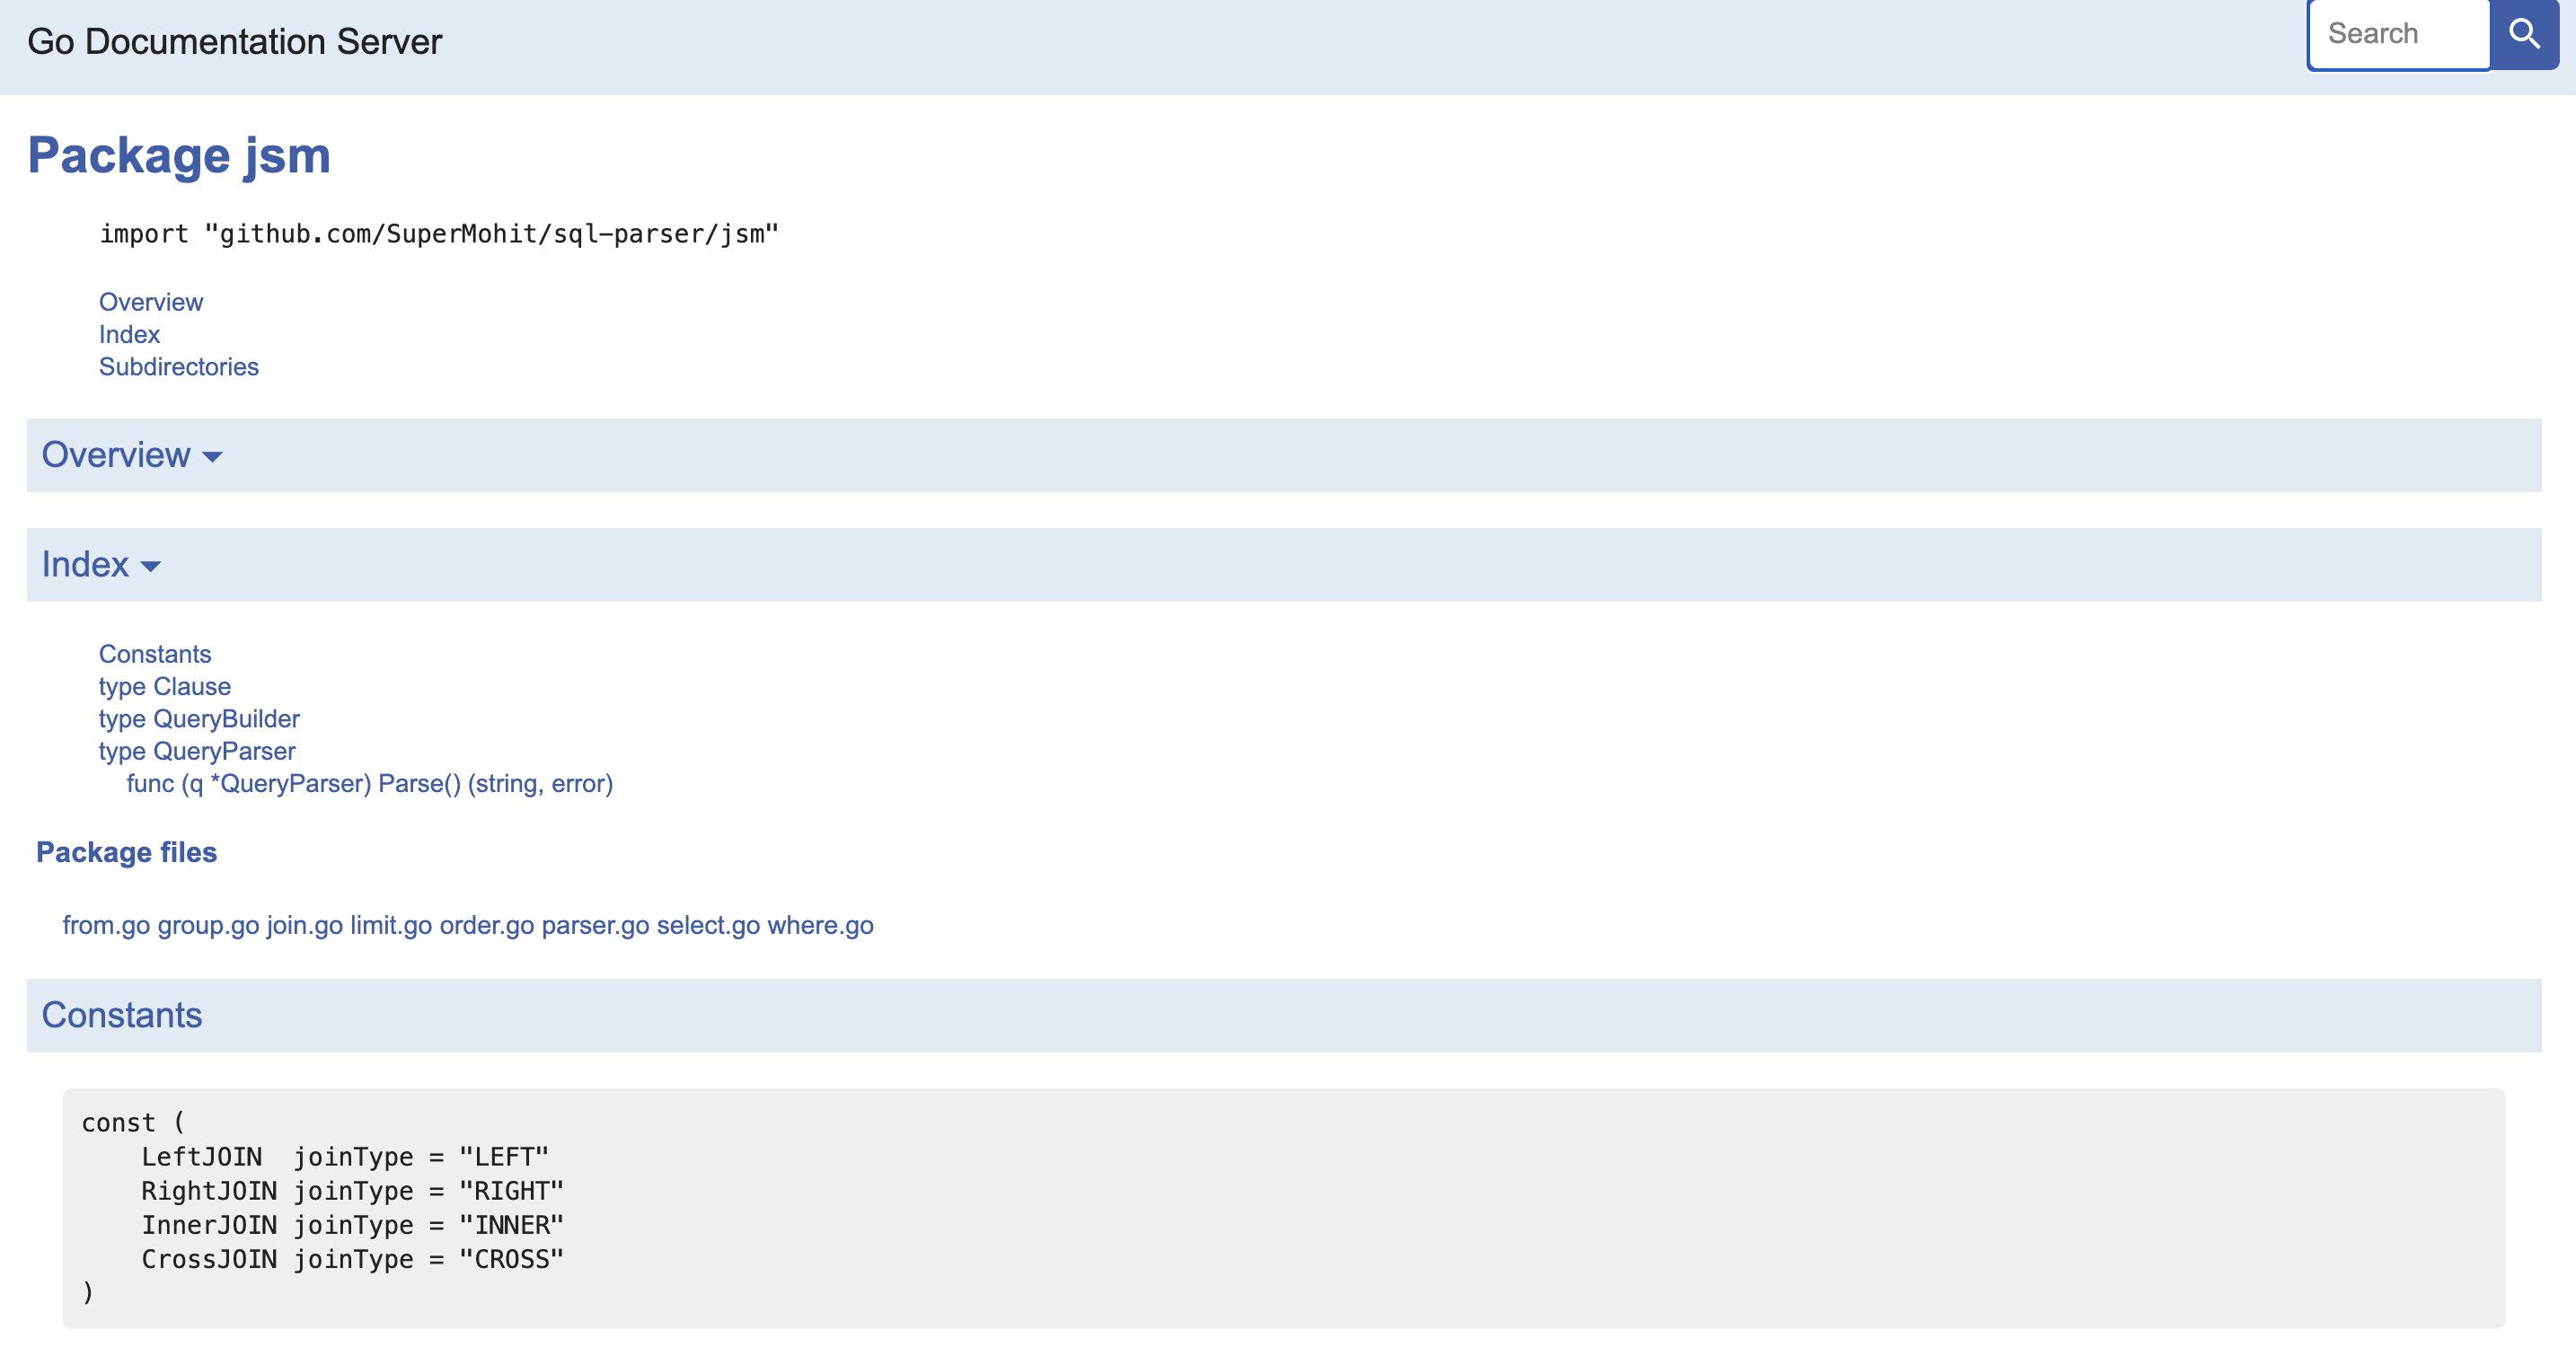 Go Documentation Server
Search
Package jsm
import "github.com/SuperMohit/sql-parser/jsm"
Overview
Index
Subdirectories
Overview
Index
Constants
type Clause
type QueryBuilder
type QueryParser
func (q *QueryParser) Parse() (string, error)
Package files
from.go group.go join.go limit.go order.go parser.go select.go where.go
Constants
const (
    LeftJOIN  joinType = "LEFT"
    RightJOIN joinType = "RIGHT"
    InnerJOIN joinType = "INNER"
    CrossJOIN joinType = "CROSS"
)